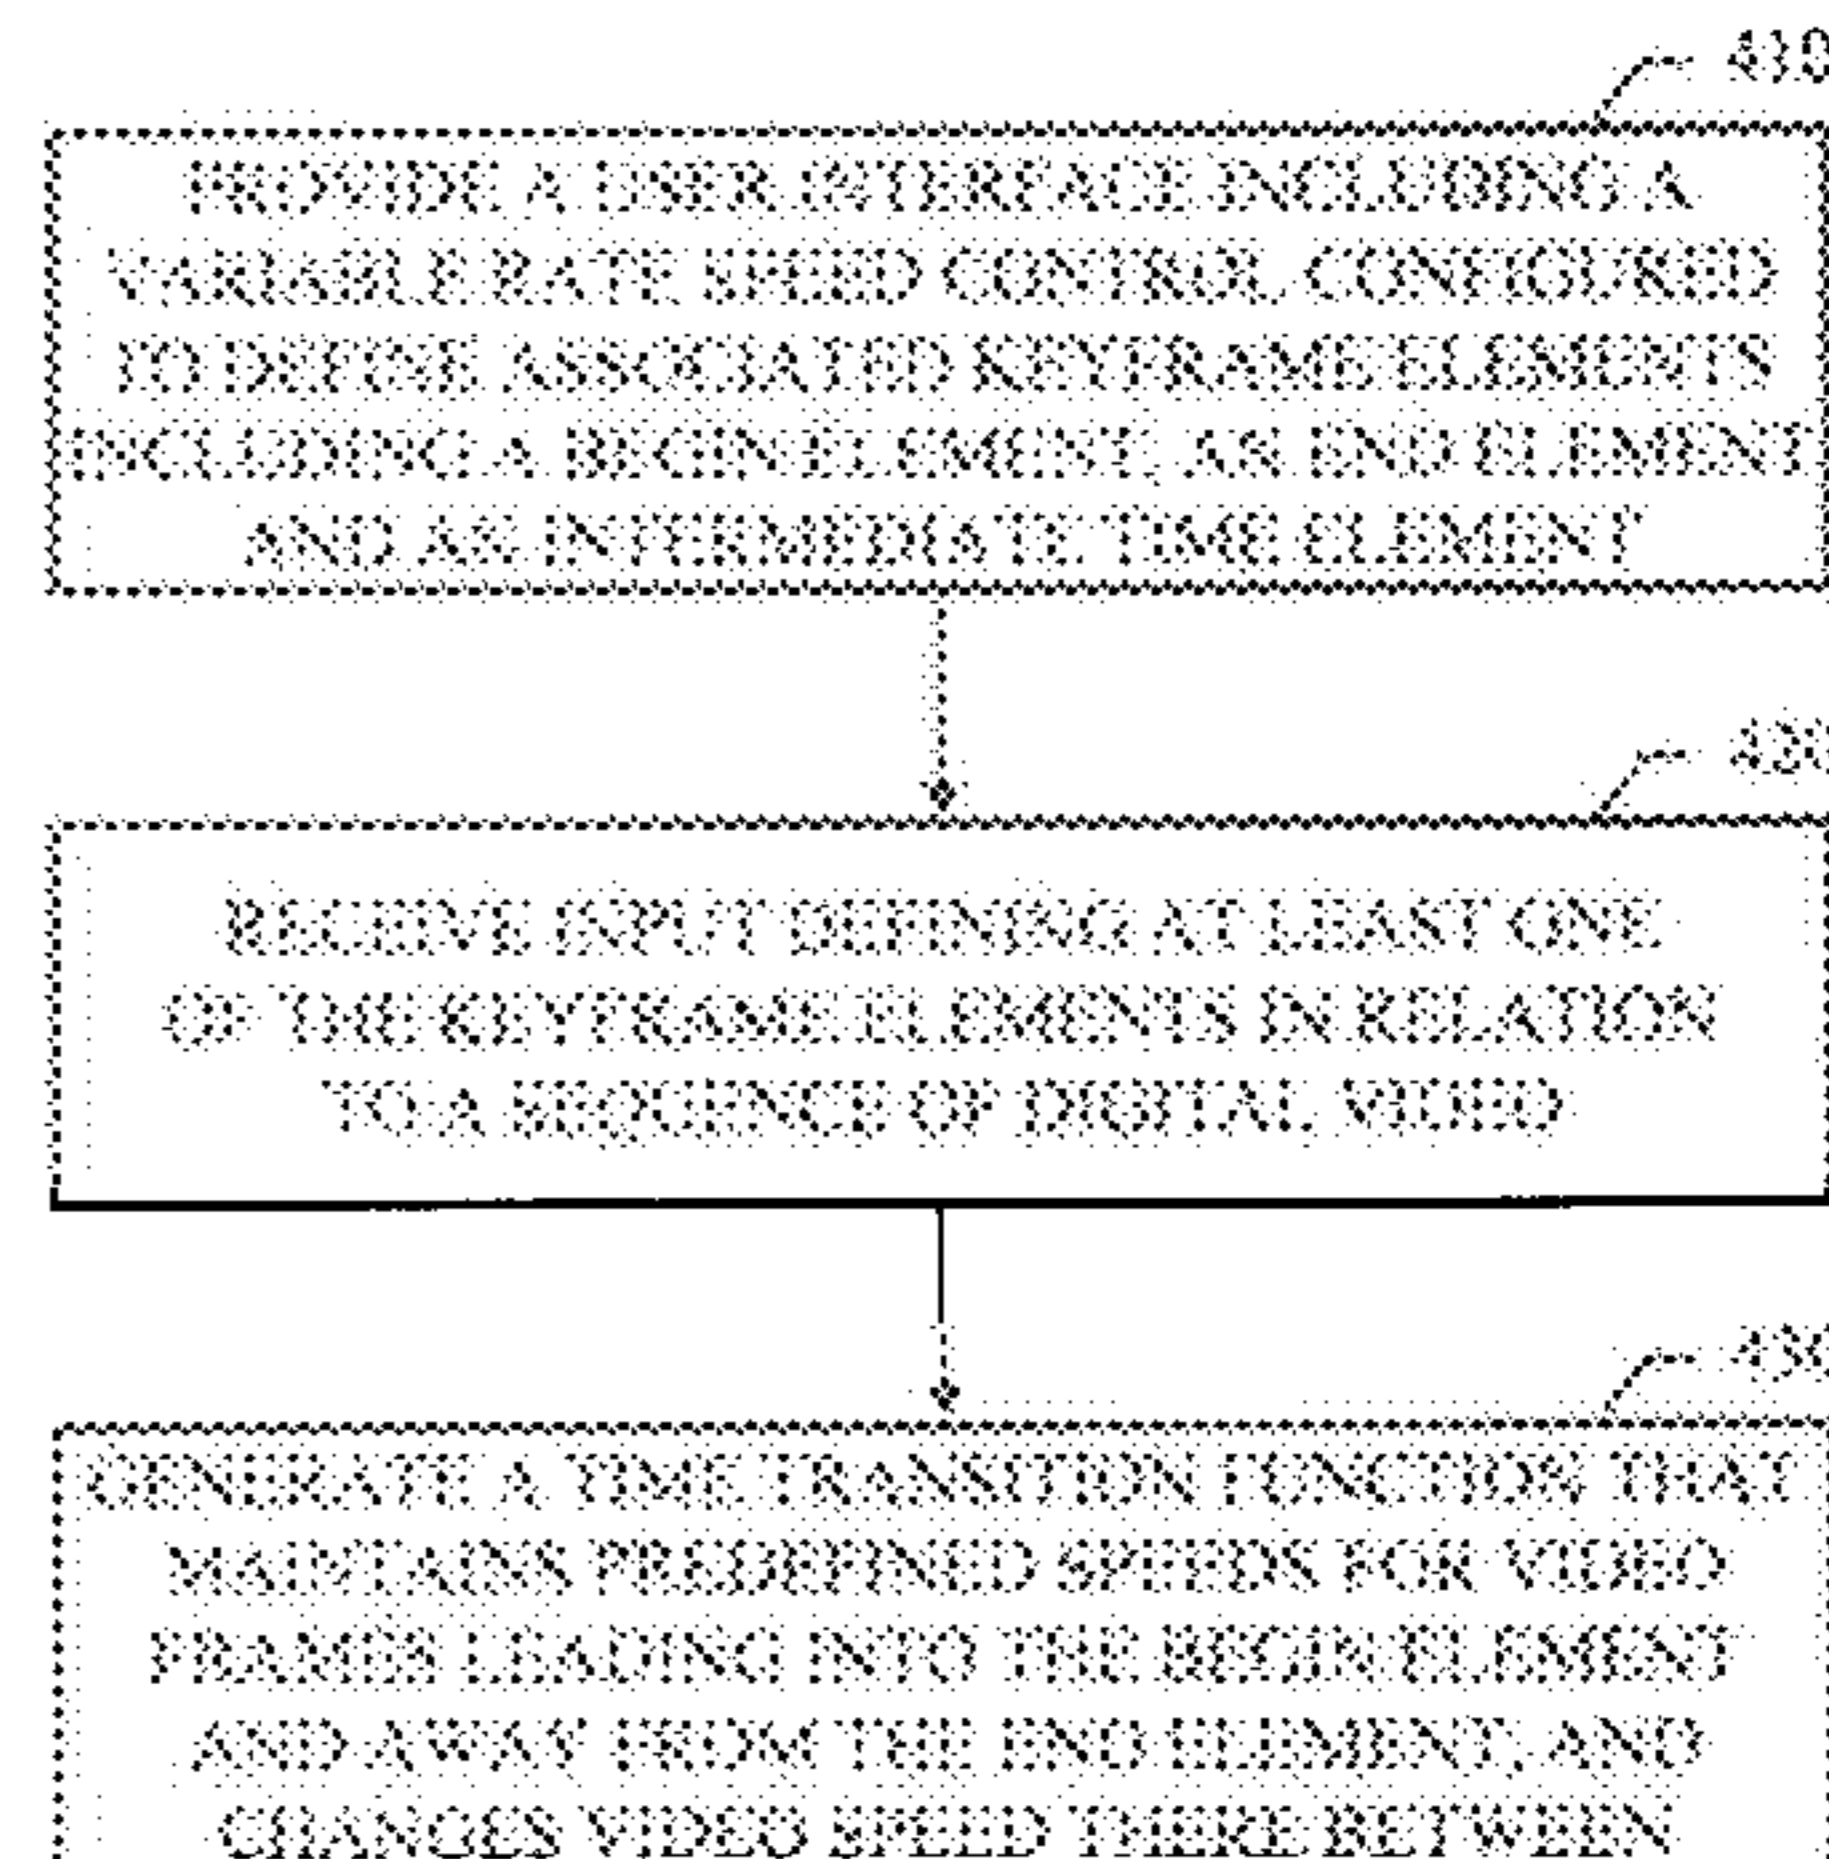 410
PROVIDE A USER INTERFACE INCLUDING A
VARIABLE RATE SPEED CONTROL CONFIGURED
TO DEFINE ASSOCIATED KEYFRAME ELEMENTS
INCLUDING A BEGIN ELEMENT, AN END ELEMENT
AND AN INTERMEDIATE TIME ELEMENT
420
RECEIVE INPUT DEFINING AT LEAST ONE
OF THE KEYFRAME ELEMENTS IN RELATION
TO A SEQUENCE OF DIGITAL VIDEO
430
GENERATE A TIME TRANSITION FUNCTION THAT
MAINTAINS PREDEFINED SPEEDS FOR VIDEO
FRAMES LEADING INTO THE BEGIN ELEMENT
AND AWAY FROM THE END ELEMENT, AND
CHANGES VIDEO SPEED THERE BETWEEN